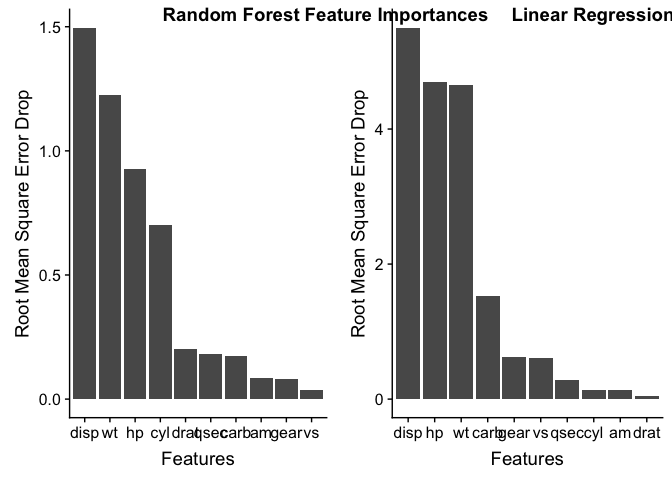 Random Forest Feature Importances
Linear Regression
Root Mean Square Error Drop
1.5
1.0
0.5
0.0
disp wt hp cyl drat qsec carb am gear vs
Features
Root Mean Square Error Drop
4
2
0
disp hp wt carb gear vs qsec cyl am drat
Features